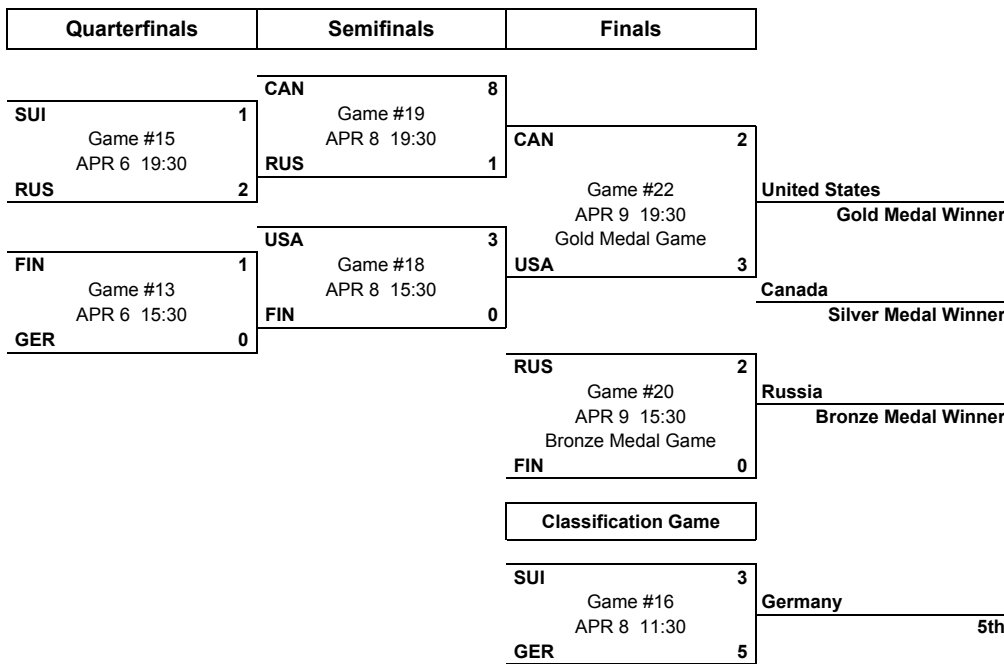 Quarterfinals Semifinals Finals
SUI 1
Game #15
APR 6 19:30
RUS 2
FIN 1
Game #13
APR 6 15:30
GER 0
CAN 8
Game #19
APR 8 19:30
RUS 1
USA 3
Game #18
APR 8 15:30
FIN 0
CAN 2
Game #22
APR 9 19:30
Gold Medal Game
USA 3
United States
Gold Medal Winner
Canada
Silver Medal Winner
RUS 2
Game #20
APR 9 15:30
Bronze Medal Game
FIN 0
Russia
Bronze Medal Winner
Classification Game
SUI 3
Game #16
APR 8 11:30
GER 5
Germany
5th